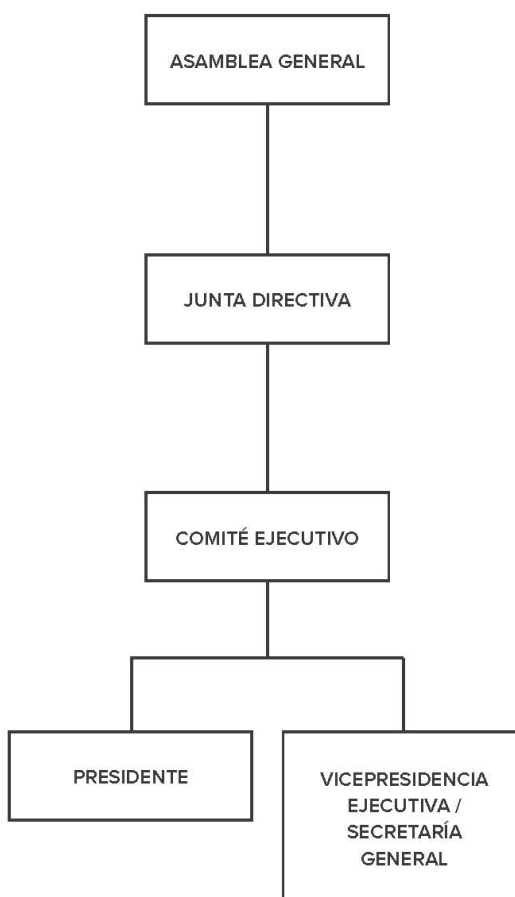 ASAMBLEA GENERAL
JUNTA DIRECTIVA
COMITÉ EJECUTIVO
PRESIDENTE
VICEPRESIDENCIA
EJECUTIVA /
SECRETARÍA
GENERAL